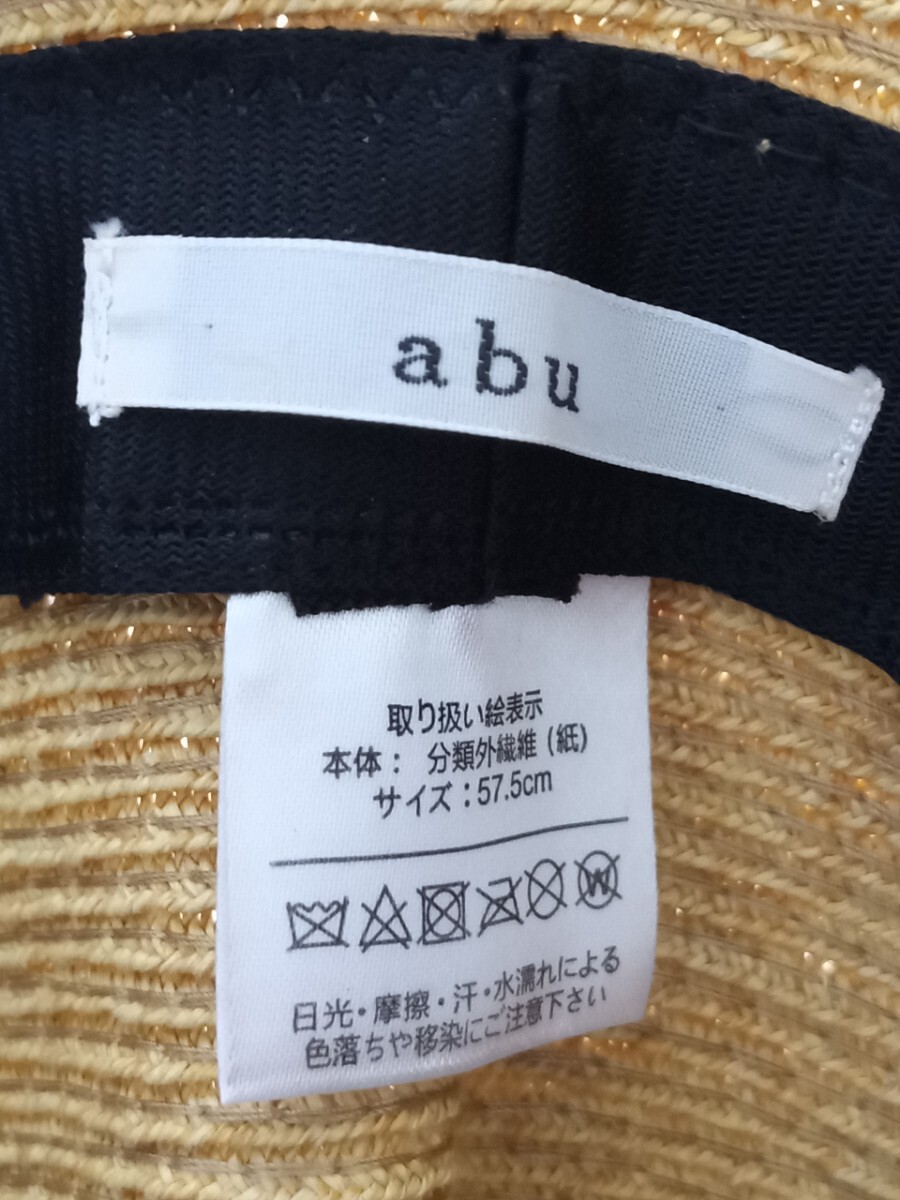 abu
取り扱い絵表示
本体： 分類外繊維（紙）
サイズ：57.5cm
W
日光・摩擦・汗・水濡れによる
色落ちや移染にご注意下さい